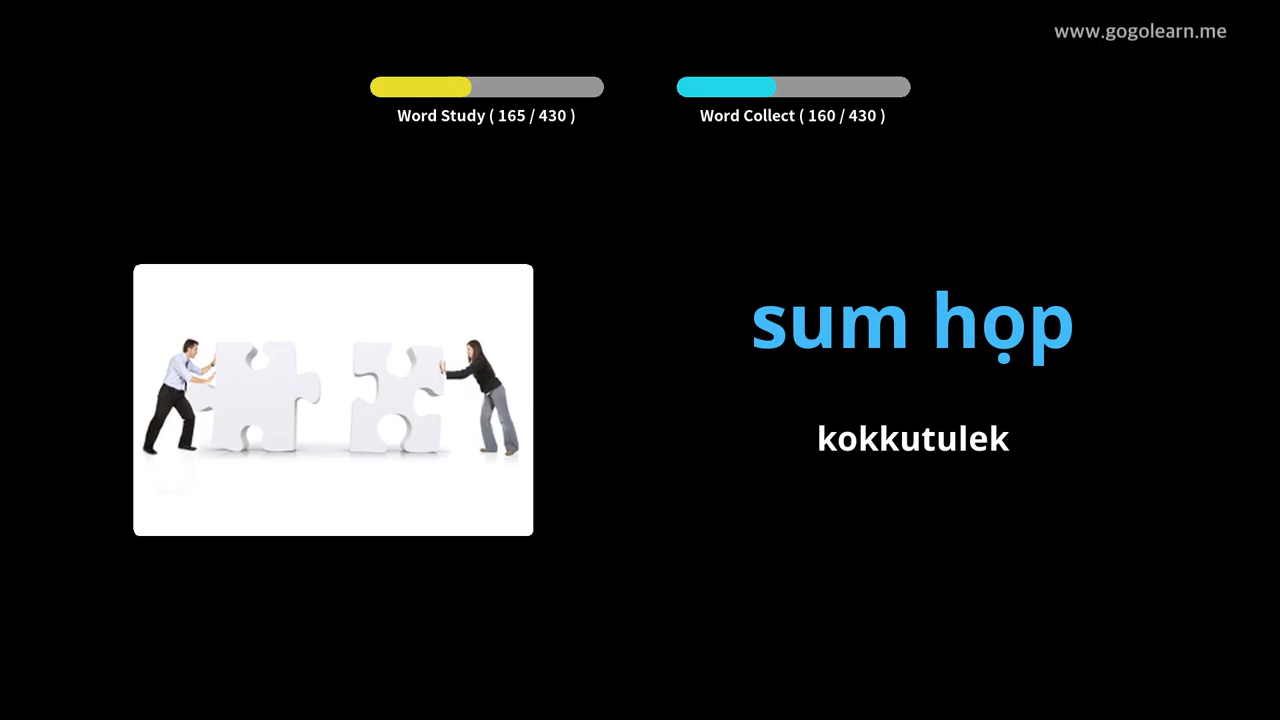 www.gogolearn.me
Word Study ( 165 / 430 )
Word Collect ( 160 / 430 )
sum họp
kokkutulek